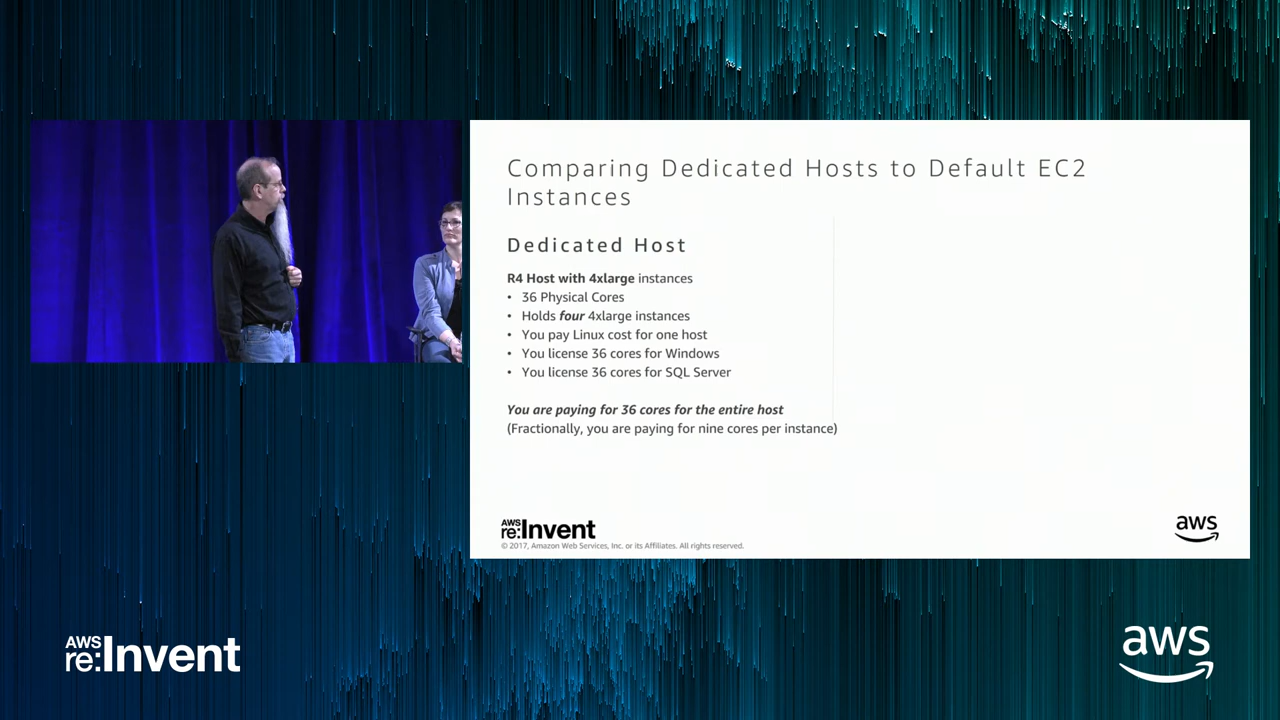 Comparing Dedicated Hosts to Default EC2
Instances
Dedicated Host
R4 Host with 4xlarge instances
• 36 Physical Cores
• Holds four 4xlarge instances
• You pay Linux cost for one host
• You license 36 cores for Windows
• You license 36 cores for SQL Server
You are paying for 36 cores for the entire host
(Fractionally, you are paying for nine cores per instance)
AWS
re:Invent
© 2017, Amazon Web Services, Inc. or its Affiliates. All rights reserved.
aws
AWS
re:Invent
aws